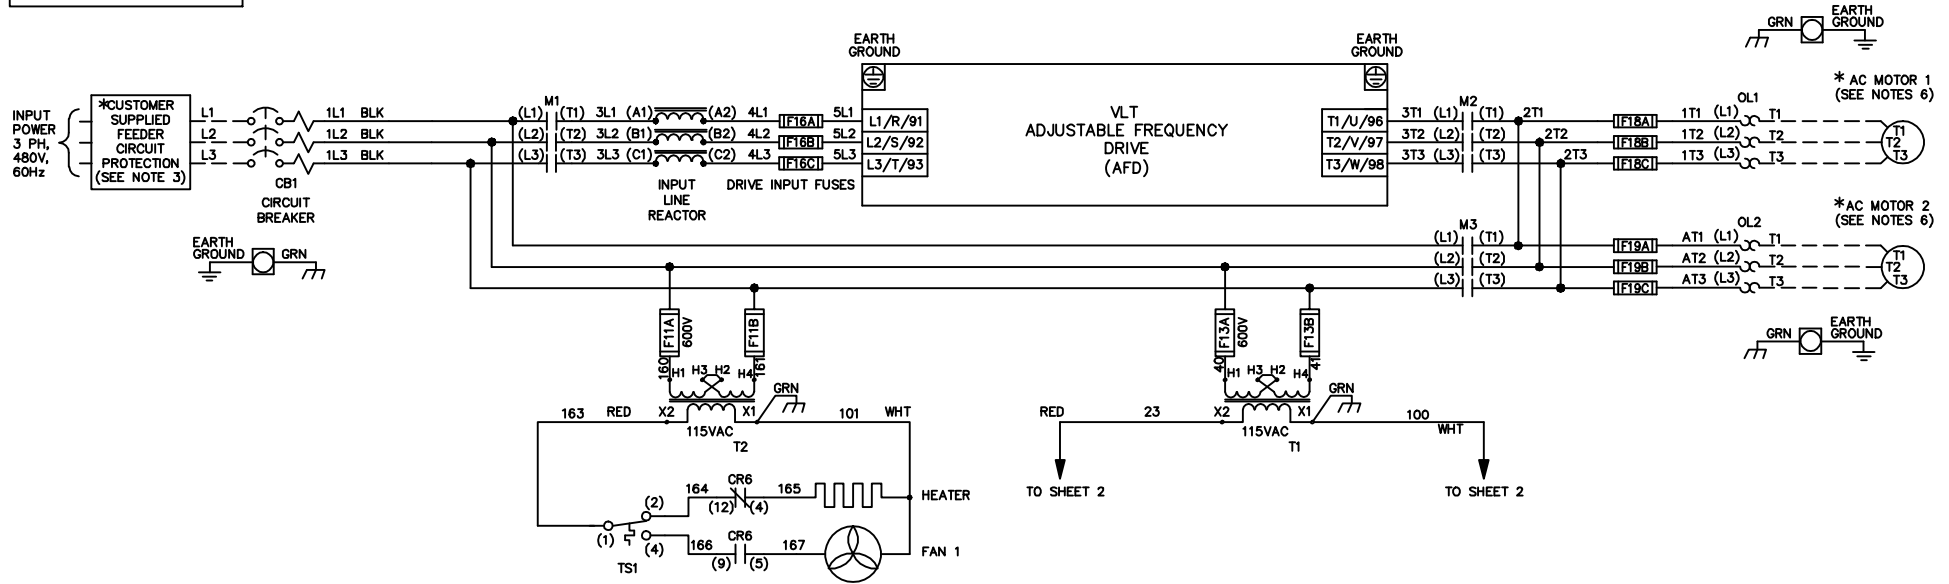 EARTH
GROUND
EARTH
GROUND
GRN
EARTH
GROUND
INPUT
POWER
3 PH,
480V,
60Hz
*CUSTOMER
SUPPLIED
FEEDER
CIRCUIT
PROTECTION
(SEE NOTE 3)
L1
L2
L3
CB1
CIRCUIT
BREAKER
1L1 BLK
1L2 BLK
1L3 BLK
M1
(L1) (T1) 3L1 (A1) (A2) 4L1 F16A 5L1 L1/R/91
(L2) (T2) 3L2 (B1) (B2) 4L2 F16B 5L2 L2/S/92
(L3) (T3) 3L3 (C1) (C2) 4L3 F16C 5L3 L3/T/93
INPUT
LINE
REACTOR
DRIVE INPUT FUSES
VLT
ADJUSTABLE FREQUENCY
DRIVE
(AFD)
M2
T1/U/96 3T1 (L1) (T1) 2T1 F18A 1T1 (L1) T1
T2/V/97 3T2 (L2) (T2) 2T2 F18B 1T2 (L2) T2
T3/W/98 3T3 (L3) (T3) 2T3 F18C 1T3 (L3) T3
OL1
* AC MOTOR 1
(SEE NOTES 6)
T1
T2
T3
EARTH
GROUND
GRN
M3
(L1) (T1) F19A AT1 (L1) T1
(L2) (T2) F19B AT2 (L2) T2
(L3) (T3) F19C AT3 (L3) T3
OL2
*AC MOTOR 2
(SEE NOTES 6)
T1
T2
T3
GRN
EARTH
GROUND
F11A
600V
F11B
160
161
H1 H3 H2 H4
GRN
163 RED X2 X1 101 WHT
115VAC
T2
F13A
600V
F13B
40
41
H1 H3 H2 H4
GRN
RED 23 X2 X1 100
WHT
115VAC
T1
TO SHEET 2
TO SHEET 2
CR6
(2) 164 (12) (4) 165 HEATER
(1)
(4)
TS1
CR6
166 (9) (5) 167 FAN 1